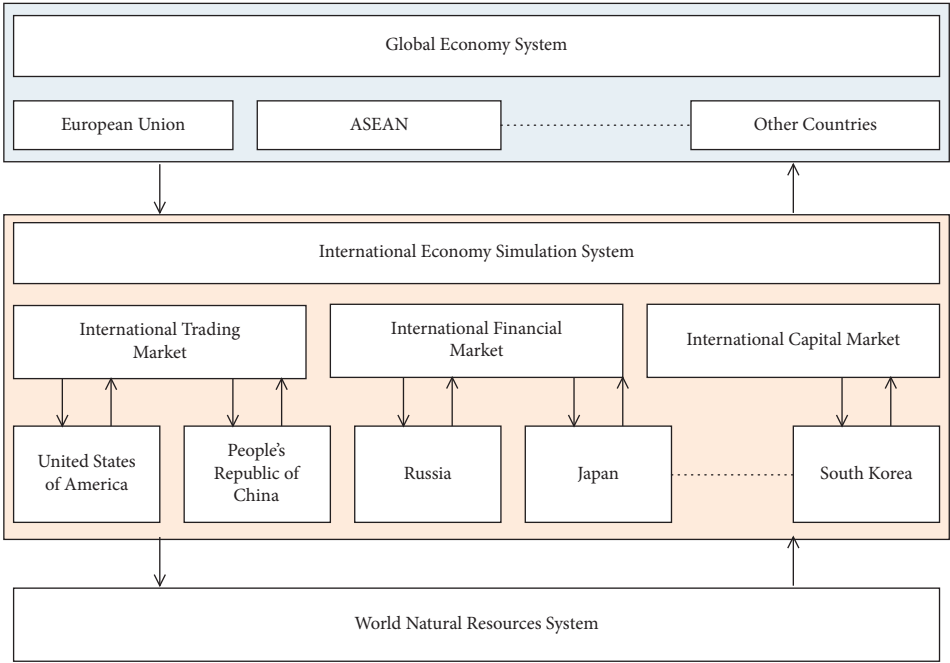 Global Economy System
European Union
ASEAN
Other Countries
International Economy Simulation System
International Trading
Market
International Financial
Market
International Capital Market
United States
of America
People's
Republic of
China
Russia
Japan
South Korea
World Natural Resources System